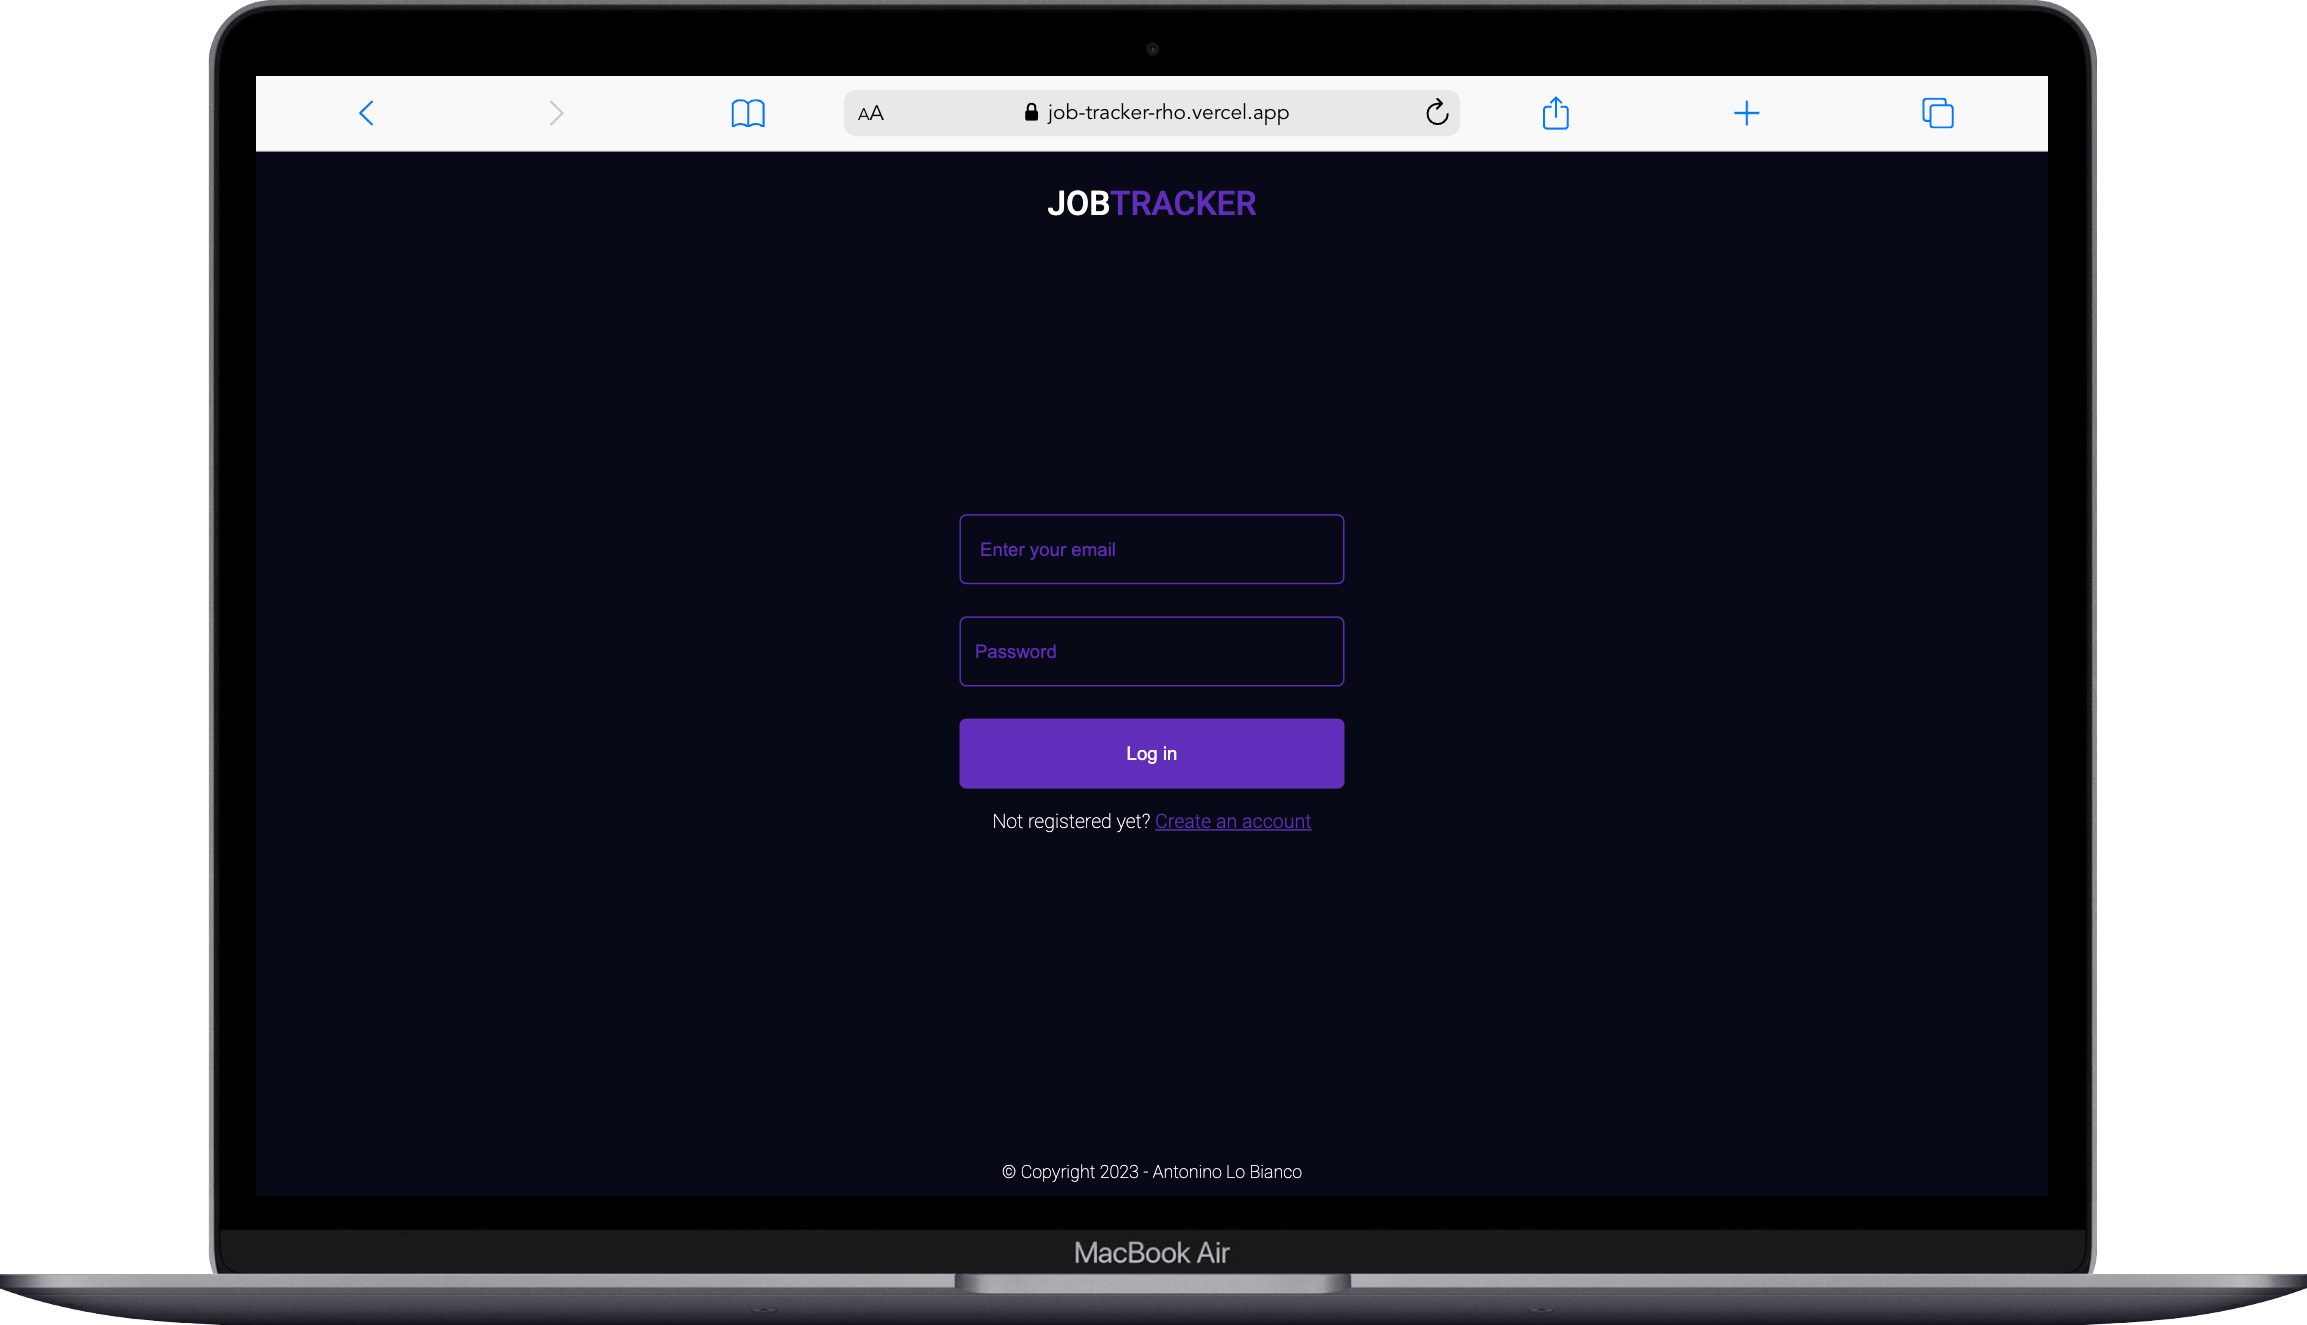 AA
job-tracker-rho.vercel.app
JOBTRACKER
Enter your email
Password
Log in
Not registered yet? Create an account
© Copyright 2023 - Antonino Lo Bianco
MacBook Air